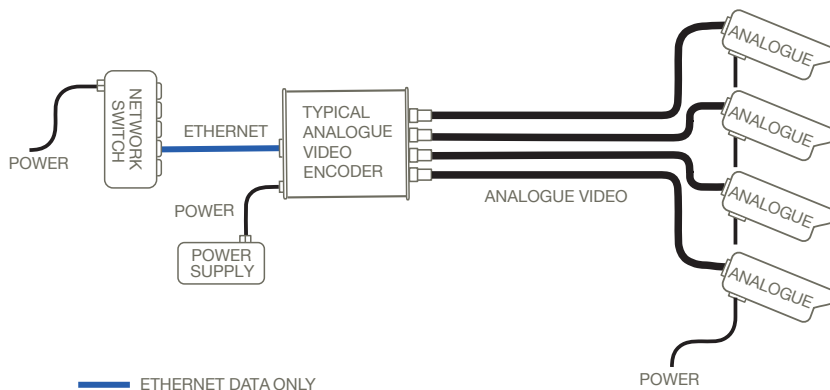 ANALOGUE
NETWORK
SWITCH
POWER
ETHERNET
TYPICAL
ANALOGUE
VIDEO
ENCODER
ANALOGUE
POWER
ANALOGUE VIDEO
ANALOGUE
POWER
SUPPLY
ANALOGUE
POWER
ETHERNET DATA ONLY